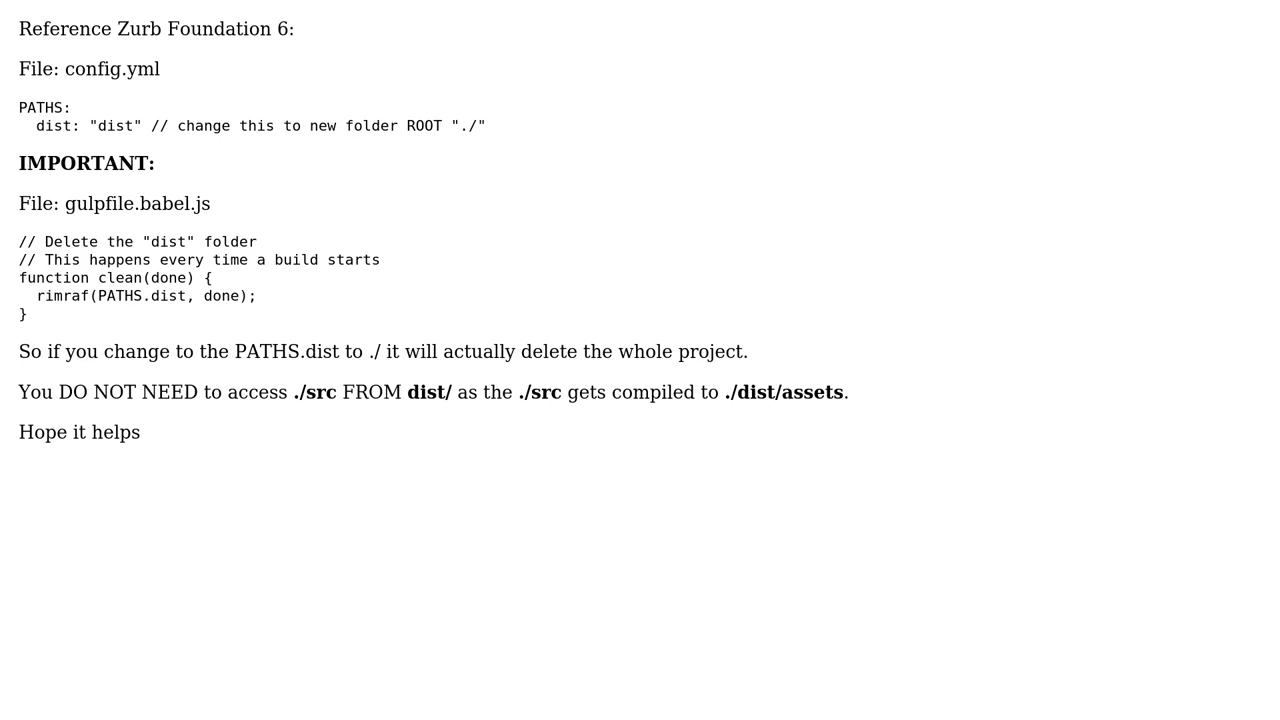 Reference Zurb Foundation 6:
File: config.yml
PATHS:
  dist: "dist" // change this to new folder ROOT "./"
IMPORTANT:
File: gulpfile.babel.js
// Delete the "dist" folder
// This happens every time a build starts
function clean(done) {
  rimraf(PATHS.dist, done);
}
So if you change to the PATHS.dist to ./ it will actually delete the whole project.
You DO NOT NEED to access ./src FROM dist/ as the ./src gets compiled to ./dist/assets.
Hope it helps